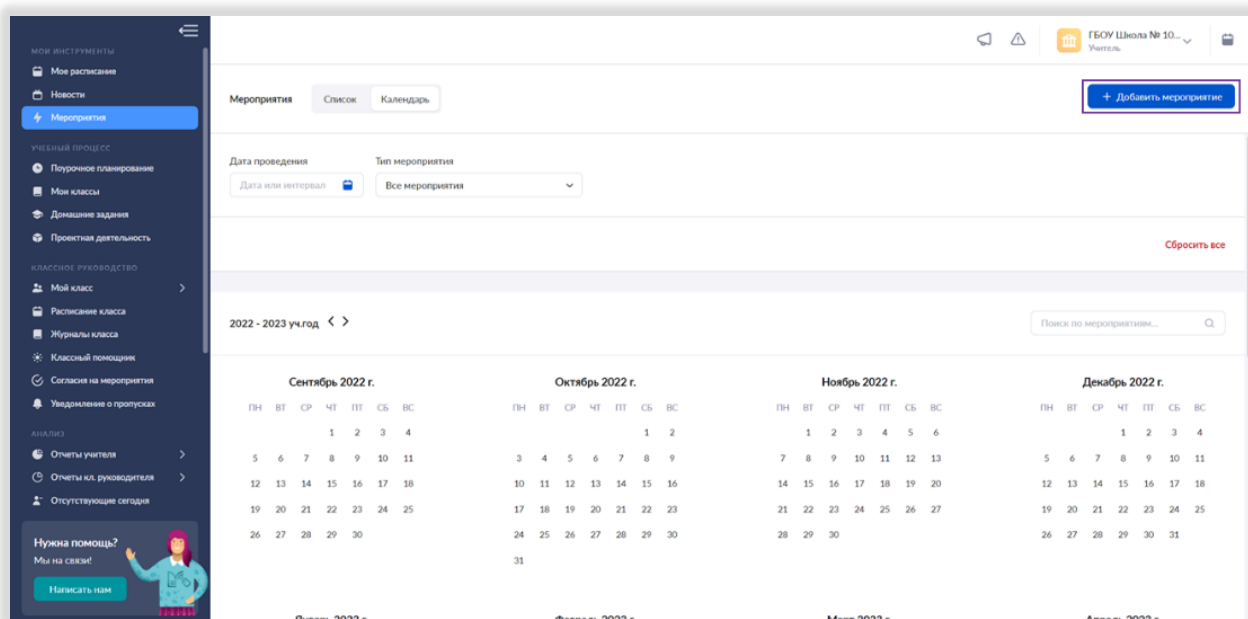 МОИ ИНСТРУМЕНТЫ
Мое расписание
Новости
Мероприятия
УЧЕБНЫЙ ПРОЦЕСС
Поурочное планирование
Мои классы
Домашние задания
Проектная деятельность
КЛАССНОЕ РУКОВОДСТВО
Мой класс
Расписание класса
Журналы класса
Классный помощник
Согласия на мероприятия
Уведомление о пропусках
АНАЛИЗ
Отчеты учителя
Отчеты кл. руководителя
Отсутствующие сегодня
Нужна помощь?
Мы на связи!
Написать нам
ГБОУ Школа № 10...
Учитель
Мероприятия Список Календарь + Добавить мероприятие
Дата проведения Тип мероприятия
Дата или интервал Все мероприятия
Сбросить все
2022 - 2023 уч.год Поиск по мероприятиям...
Сентябрь 2022 г.
ПН ВТ СР ЧТ ПТ СБ ВС
1 2 3 4
5 6 7 8 9 10 11
12 13 14 15 16 17 18
19 20 21 22 23 24 25
26 27 28 29 30
Октябрь 2022 г.
ПН ВТ СР ЧТ ПТ СБ ВС
1 2
3 4 5 6 7 8 9
10 11 12 13 14 15 16
17 18 19 20 21 22 23
24 25 26 27 28 29 30
31
Ноябрь 2022 г.
ПН ВТ СР ЧТ ПТ СБ ВС
1 2 3 4 5 6
7 8 9 10 11 12 13
14 15 16 17 18 19 20
21 22 23 24 25 26 27
28 29 30
Декабрь 2022 г.
ПН ВТ СР ЧТ ПТ СБ ВС
1 2 3 4
5 6 7 8 9 10 11
12 13 14 15 16 17 18
19 20 21 22 23 24 25
26 27 28 29 30 31
Январь 2023 г. Февраль 2023 г. Март 2023 г. Апрель 2023 г.